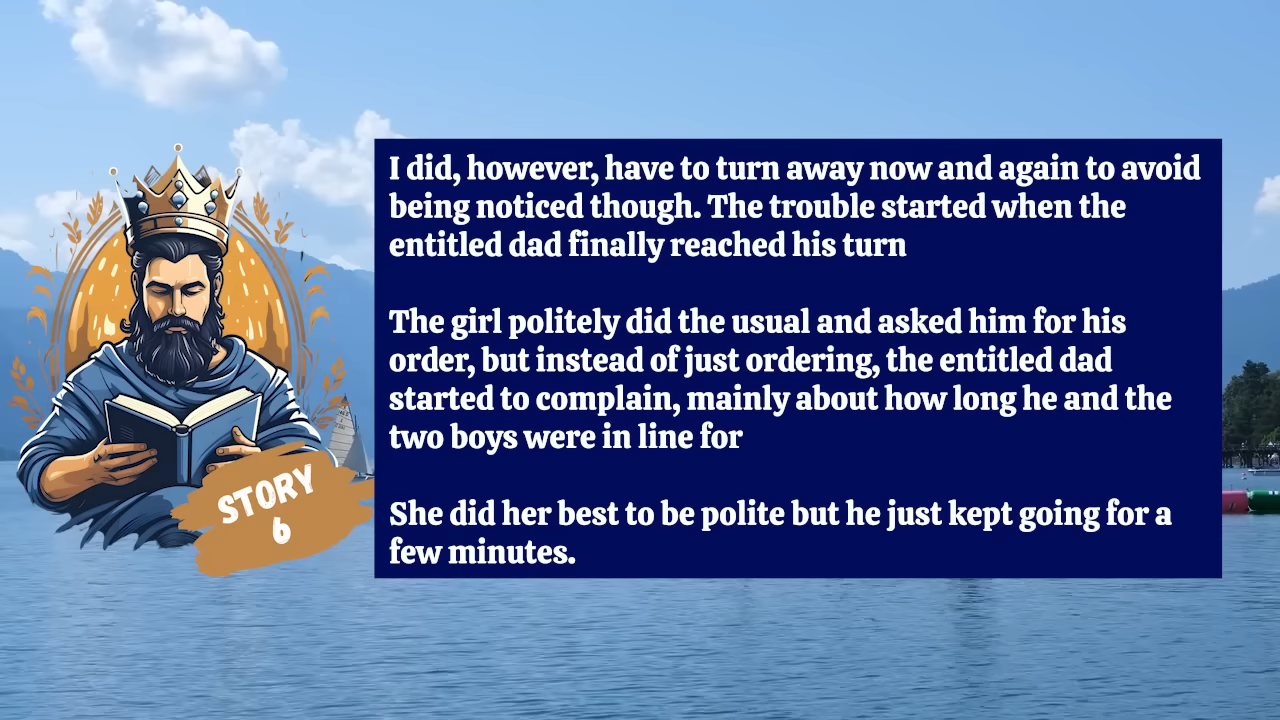 I did, however, have to turn away now and again to avoid
being noticed though. The trouble started when the
entitled dad finally reached his turn
The girl politely did the usual and asked him for his
order, but instead of just ordering, the entitled dad
started to complain, mainly about how long he and the
two boys were in line for
She did her best to be polite but he just kept going for a
few minutes.
STORY
6